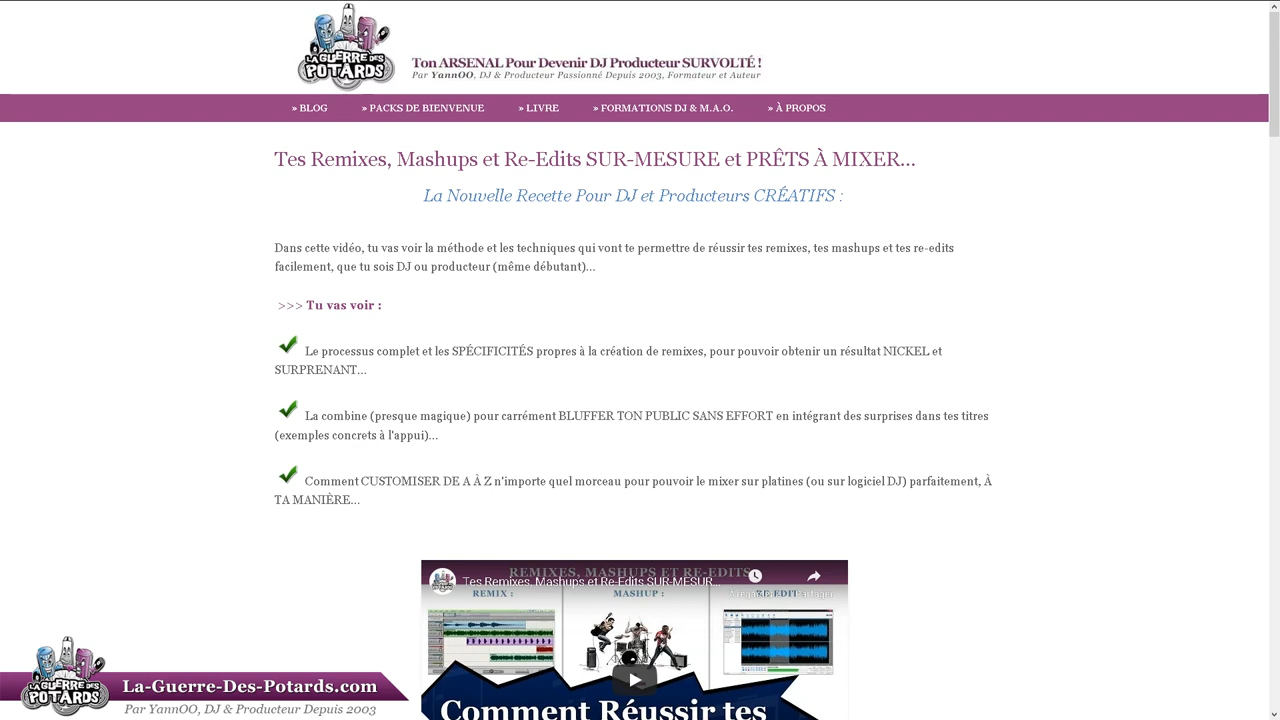 LA GUERRE DES
POTARDS
Ton ARSENAL Pour Devenir DJ Producteur SURVOLTÉ !
Par YannOO, DJ & Producteur Passionné Depuis 2003, Formateur et Auteur
» BLOG » PACKS DE BIENVENUE » LIVRE » FORMATIONS DJ & M.A.O. » À PROPOS
Tes Remixes, Mashups et Re-Edits SUR-MESURE et PRÊTS À MIXER...
La Nouvelle Recette Pour DJ et Producteurs CRÉATIFS :
Dans cette vidéo, tu vas voir la méthode et les techniques qui vont te permettre de réussir tes remixes, tes mashups et tes re-edits
facilement, que tu sois DJ ou producteur (même débutant)...
>>> Tu vas voir :
Le processus complet et les SPÉCIFICITÉS propres à la création de remixes, pour pouvoir obtenir un résultat NICKEL et
SURPRENANT...
La combine (presque magique) pour carrément BLUFFER TON PUBLIC SANS EFFORT en intégrant des surprises dans tes titres
(exemples concrets à l'appui)...
Comment CUSTOMISER DE A À Z n'importe quel morceau pour pouvoir le mixer sur platines (ou sur logiciel DJ) parfaitement, À
TA MANIÈRE...
REMIXES, MASHUPS ET RE-EDITS
Tes Remixes, Mashups et Re-Edits SUR-MESUR...
REMIX : MASHUP : Partager
Comment Réussir tes
LA GUERRE DES
POTARDS
La-Guerre-Des-Potards.com
Par YannOO, DJ & Producteur Depuis 2003